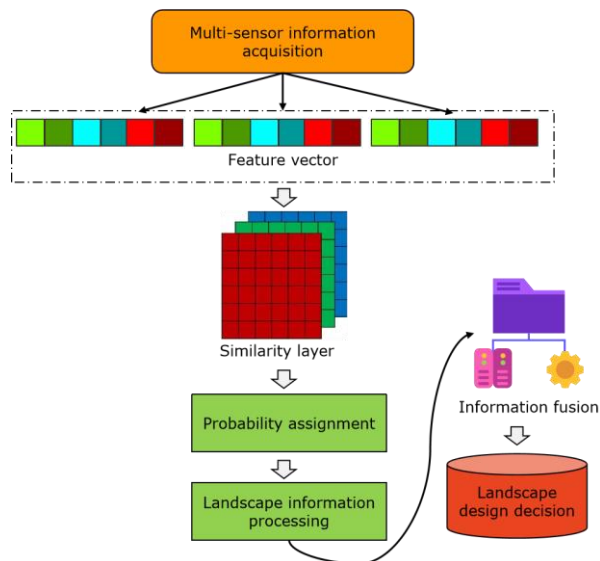 Multi-sensor information
acquisition
Feature vector
Similarity layer
Probability assignment
Landscape information
processing
Information fusion
Landscape
design decision